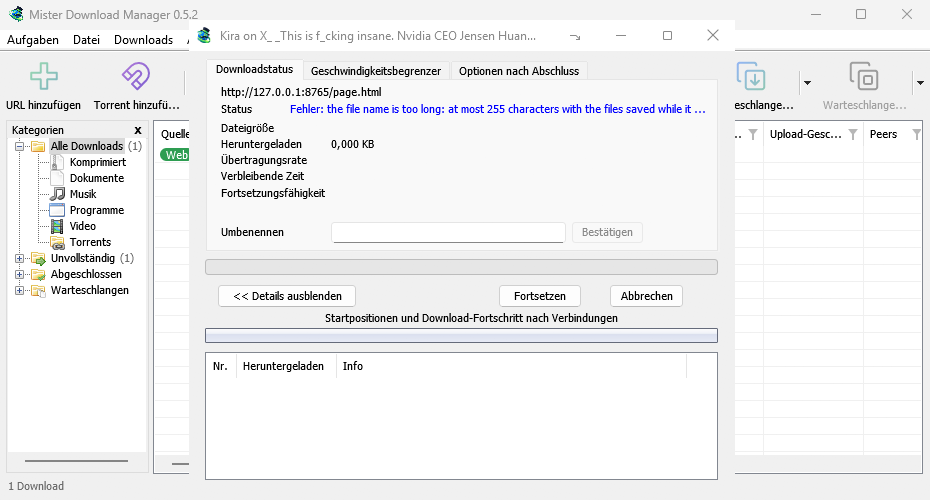 Mister Download Manager 0.5.2
Kira on X_ _This is f_cking insane. Nvidia CEO Jensen Huan...
Aufgaben Datei Downloads
URL hinzufügen
Torrent hinzufü...
eschlange...
Warteschlange...
Kategorien x
Alle Downloads (1)
Komprimiert
Dokumente
Musik
Programme
Video
Torrents
Unvollständig (1)
Abgeschlossen
Warteschlangen
Quelle
Web
Downloadstatus
Geschwindigkeitsbegrenzer
Optionen nach Abschluss
http://127.0.0.1:8765/page.html
Status Fehler: the file name is too long: at most 255 characters with the files saved while it ...
Dateigröße
Heruntergeladen 0,000 KB
Übertragungsrate
Verbleibende Zeit
Fortsetzungsfähigkeit
Umbenennen Bestätigen
<< Details ausblenden Fortsetzen Abbrechen
Startpositionen und Download-Fortschritt nach Verbindungen
Nr. Heruntergeladen Info
... Upload-Gesc... Peers
1 Download